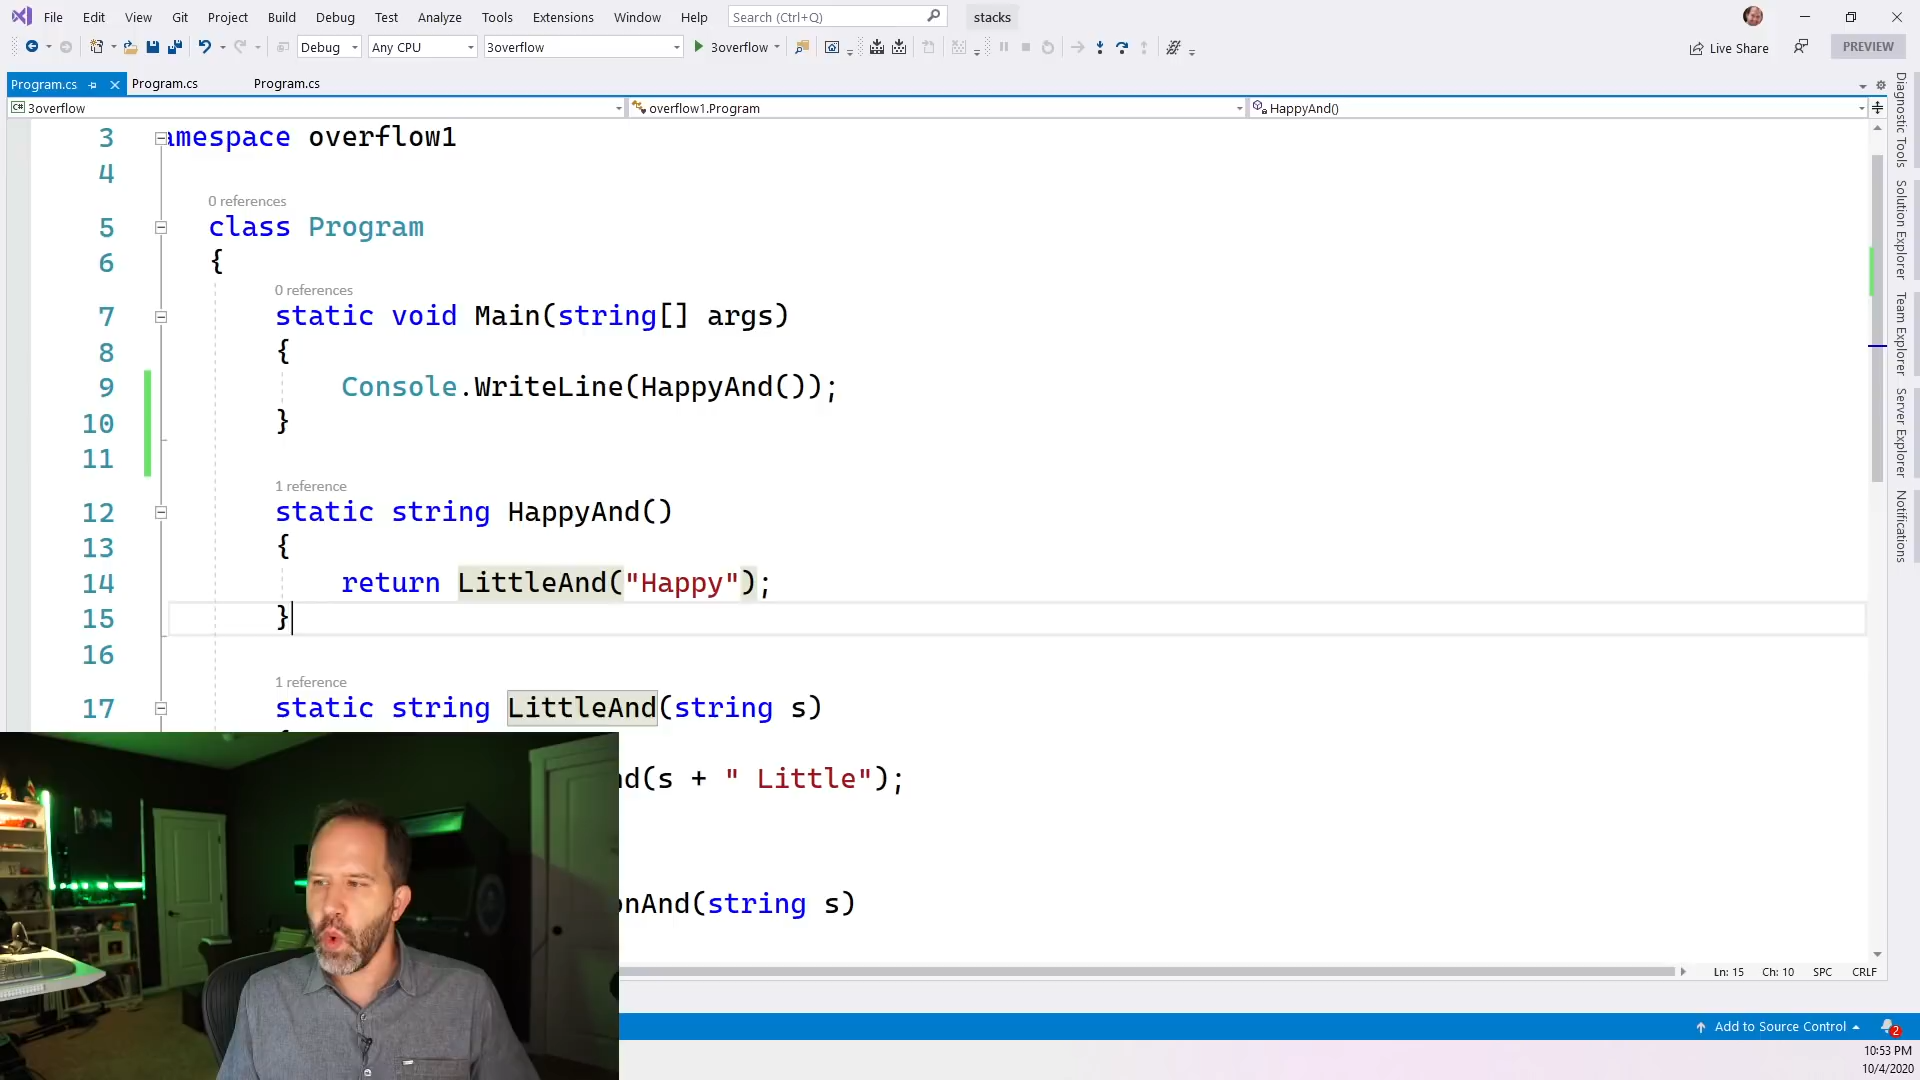 File Edit View Git Project Build Debug Test Analyze Tools Extensions Window Help Search (Ctrl+Q) stacks
Debug Any CPU 3overflow 3overflow Live Share PREVIEW
Program.cs Program.cs Program.cs
3overflow overflow1.Program HappyAnd()
3 amespace overflow1
4
0 references
5 class Program
6 {
0 references
7 static void Main(string[] args)
8 {
9 Console.WriteLine(HappyAnd());
10 }
11
1 reference
12 static string HappyAnd()
13 {
14 return LittleAnd("Happy");
15 }
16
1 reference
17 static string LittleAnd(string s)
nd(s + " Little");
onAnd(string s)
Ln: 15 Ch: 10 SPC CRLF
Add to Source Control 2
10:53 PM
10/4/2020
Diagnostic Tools
Solution Explorer
Team Explorer
Server Explorer
Notifications